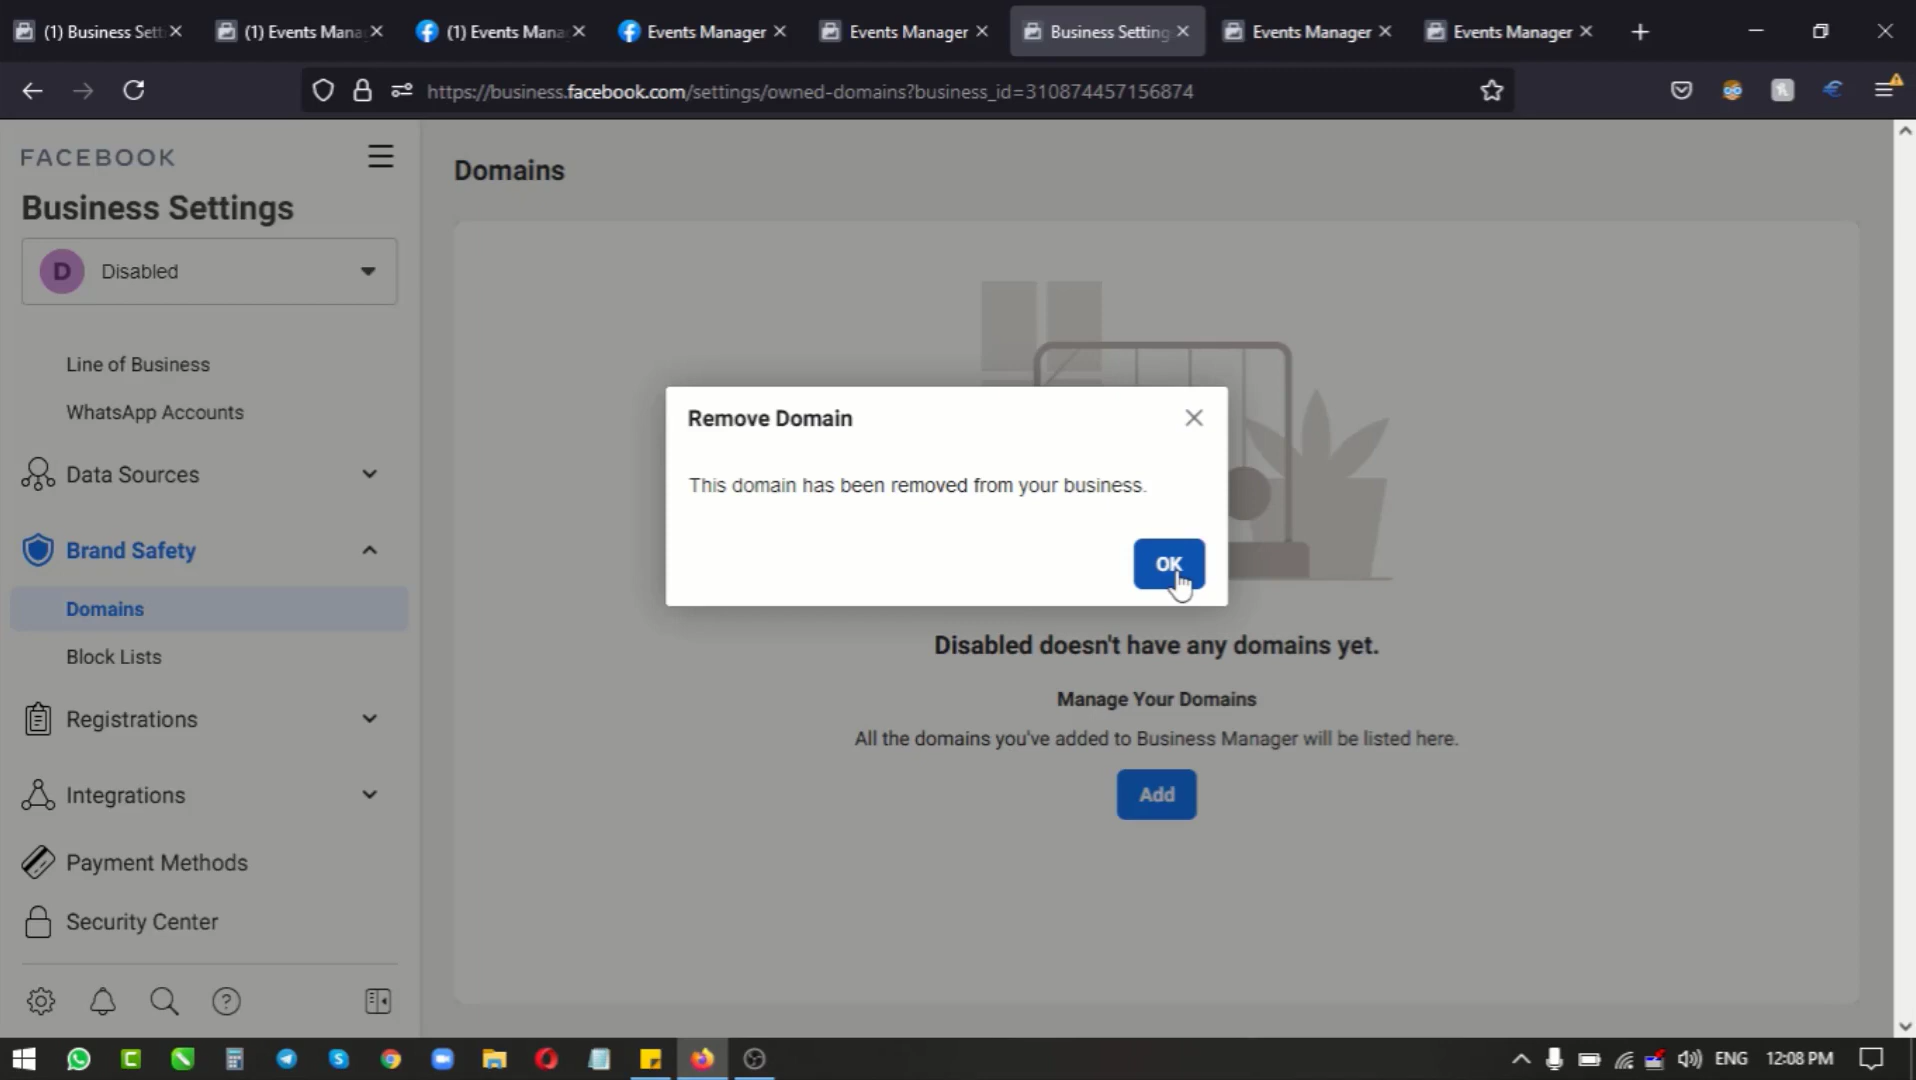 (1) Business Sett
(1) Events Mana
(1) Events Mana
Events Manager
Events Manager
Business Setting
Events Manager
Events Manager
https://business.facebook.com/settings/owned-domains?business_id=310874457156874
FACEBOOK
Business Settings
D
Disabled
Line of Business
WhatsApp Accounts
Data Sources
Brand Safety
Domains
Block Lists
Registrations
Integrations
Payment Methods
Security Center
Domains
Remove Domain
This domain has been removed from your business.
OK
Disabled doesn't have any domains yet.
Manage Your Domains
All the domains you've added to Business Manager will be listed here.
Add
ENG
12:08 PM